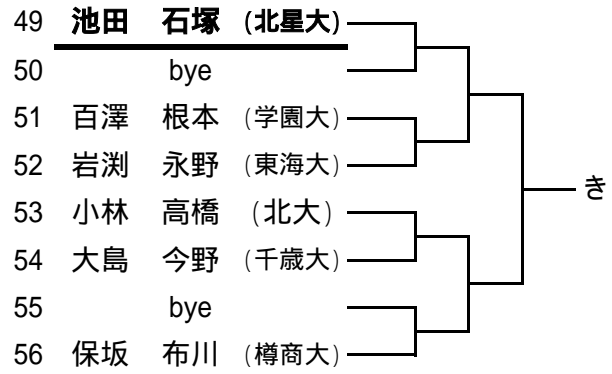 49 池田 石塚 (北星大)
50 bye
51 百澤 根本 (学園大)
52 岩渕 永野 (東海大)
53 小林 高橋 (北大)
54 大島 今野 (千歳大)
55 bye
56 保坂 布川 (樽商大)
き